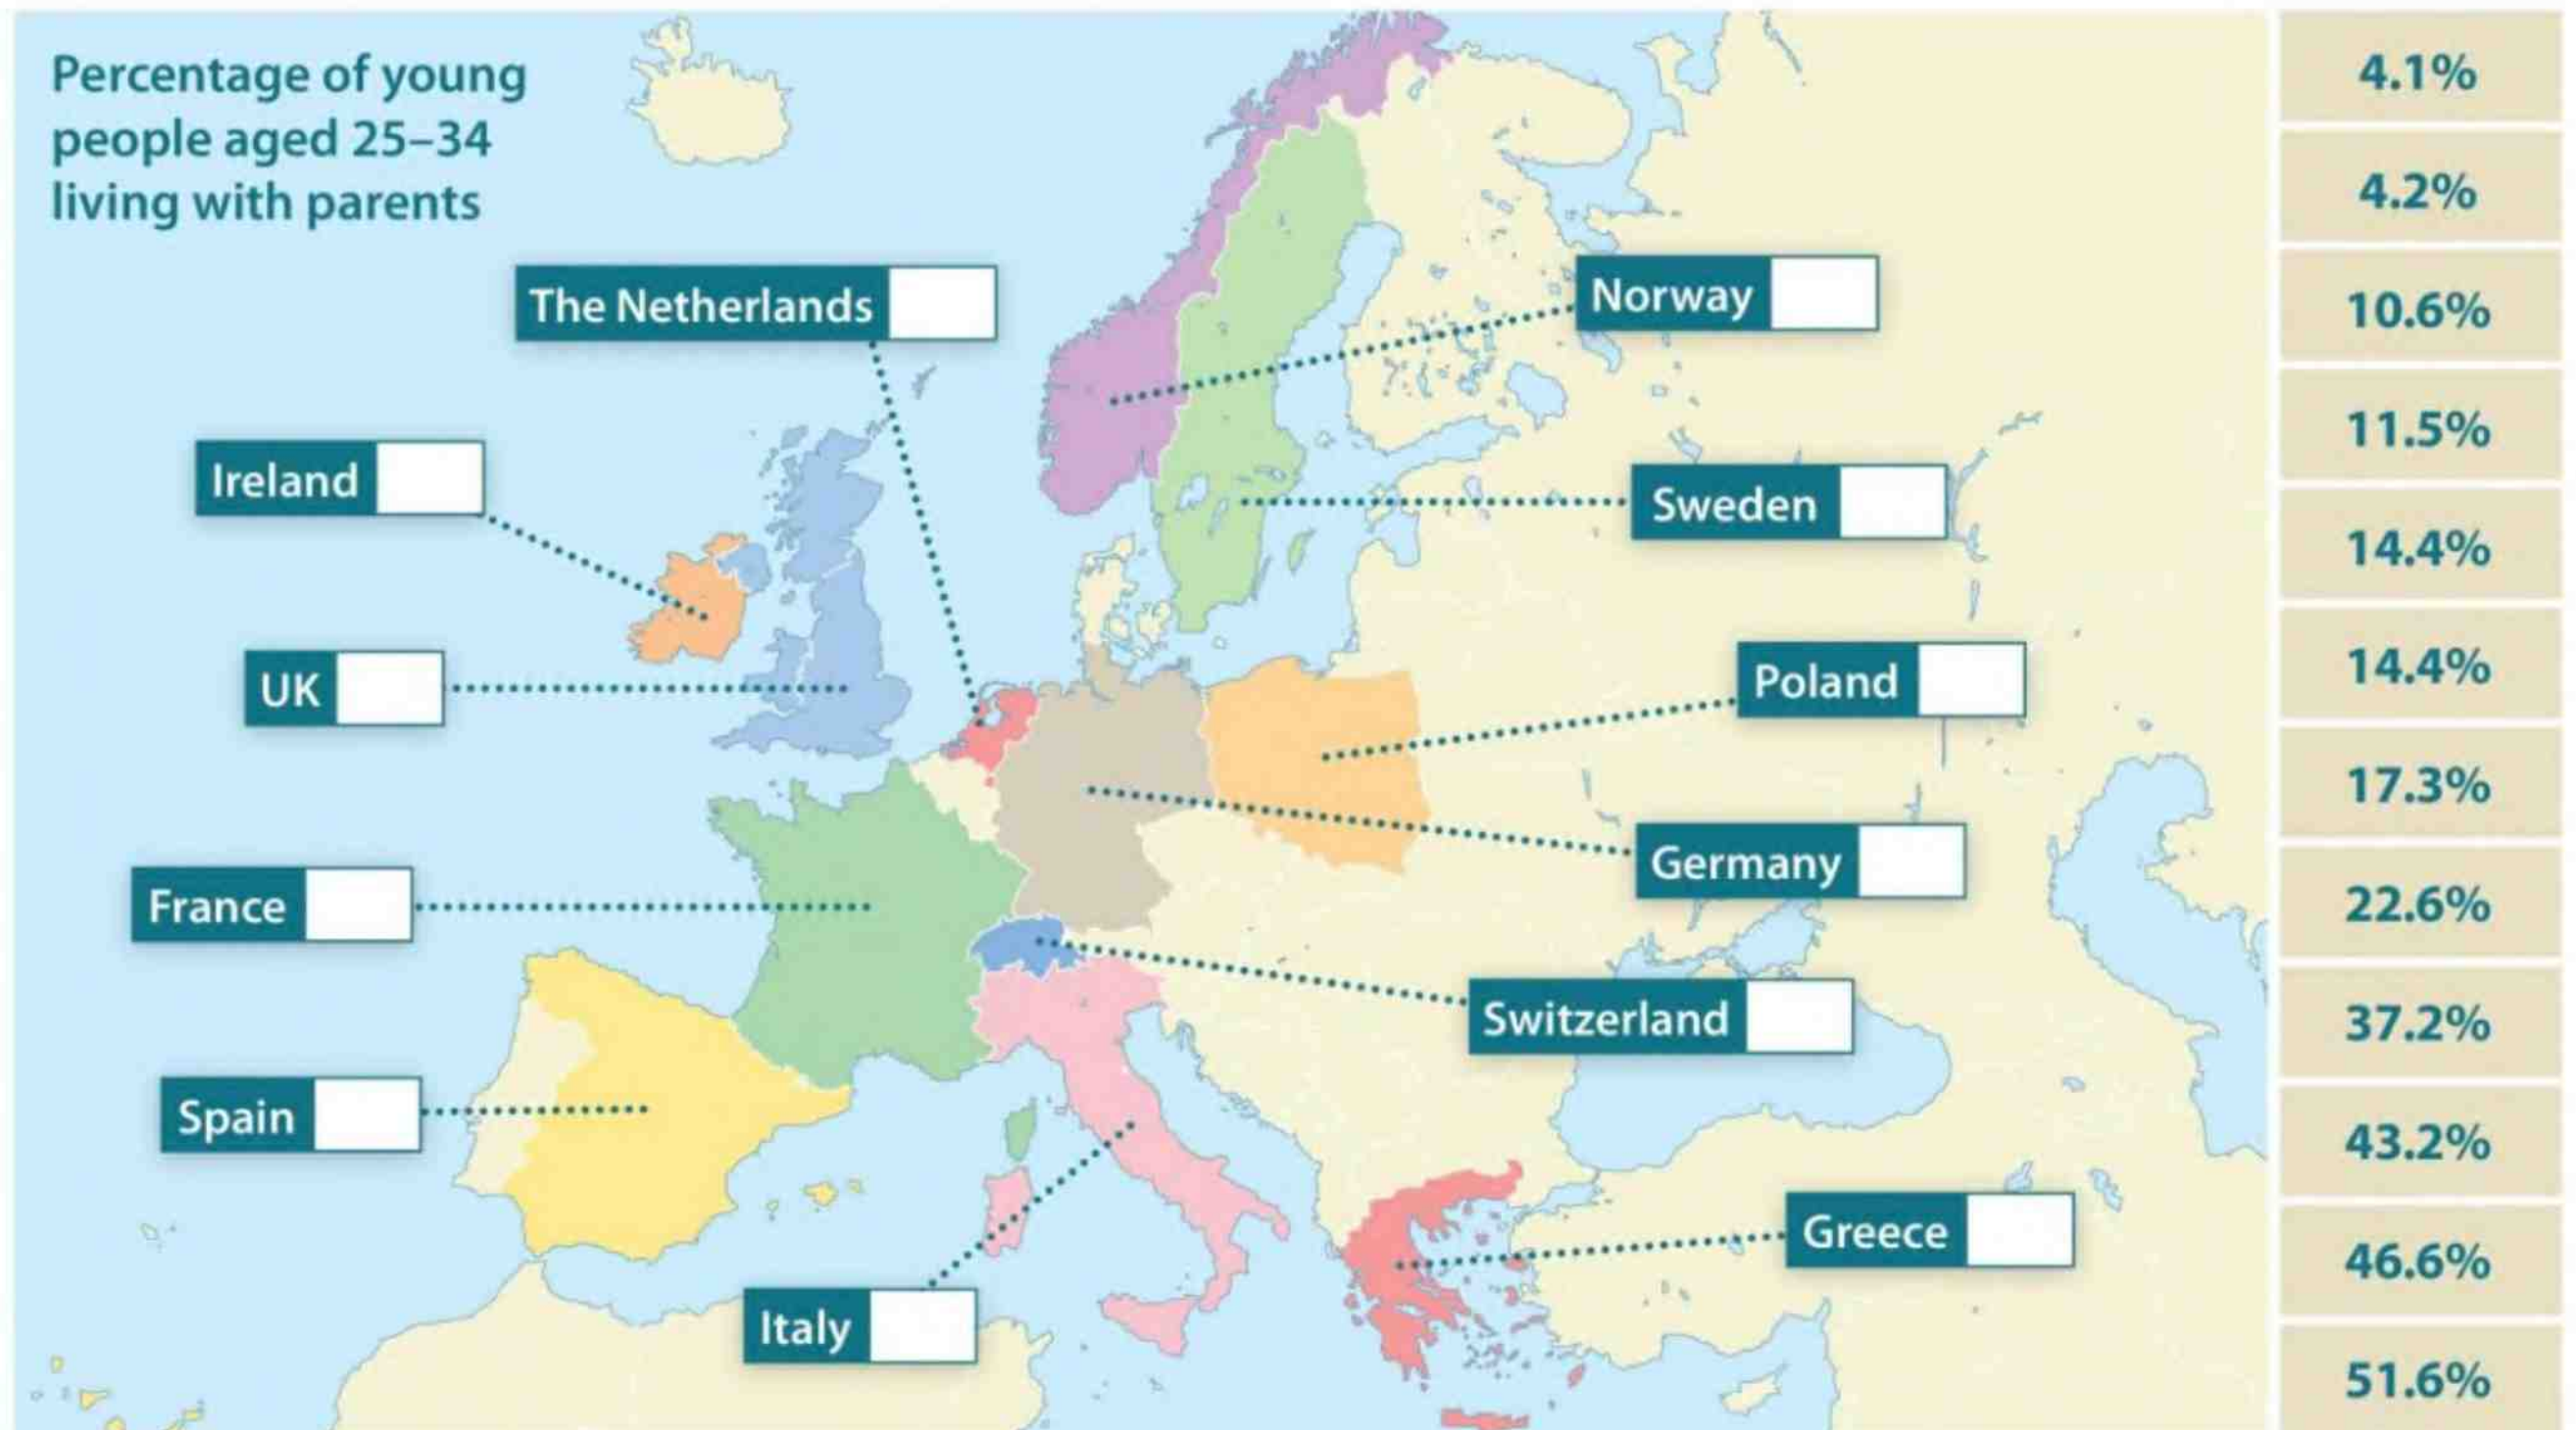 Percentage of young
people aged 25–34
living with parents
The Netherlands
Norway
Ireland
Sweden
UK
Poland
Germany
France
Switzerland
Spain
Greece
Italy
4.1%
4.2%
10.6%
11.5%
14.4%
14.4%
17.3%
22.6%
37.2%
43.2%
46.6%
51.6%